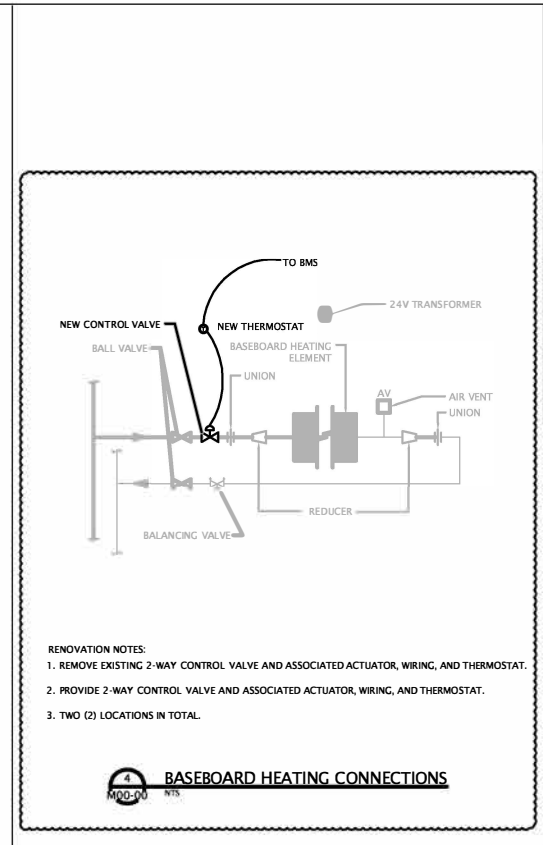 TO BMS
24V TRANSFORMER
NEW CONTROL VALVE
NEW THERMOSTAT
BALL VALVE
BASEBOARD HEATING
ELEMENT
UNION
AV
AIR VENT
UNION
REDUCER
BALANCING VALVE
RENOVATION NOTES:
1. REMOVE EXISTING 2-WAY CONTROL VALVE AND ASSOCIATED ACTUATOR, WIRING, AND THERMOSTAT.
2. PROVIDE 2-WAY CONTROL VALVE AND ASSOCIATED ACTUATOR, WIRING, AND THERMOSTAT.
3. TWO (2) LOCATIONS IN TOTAL.
4
M00-00
BASEBOARD HEATING CONNECTIONS
NTS